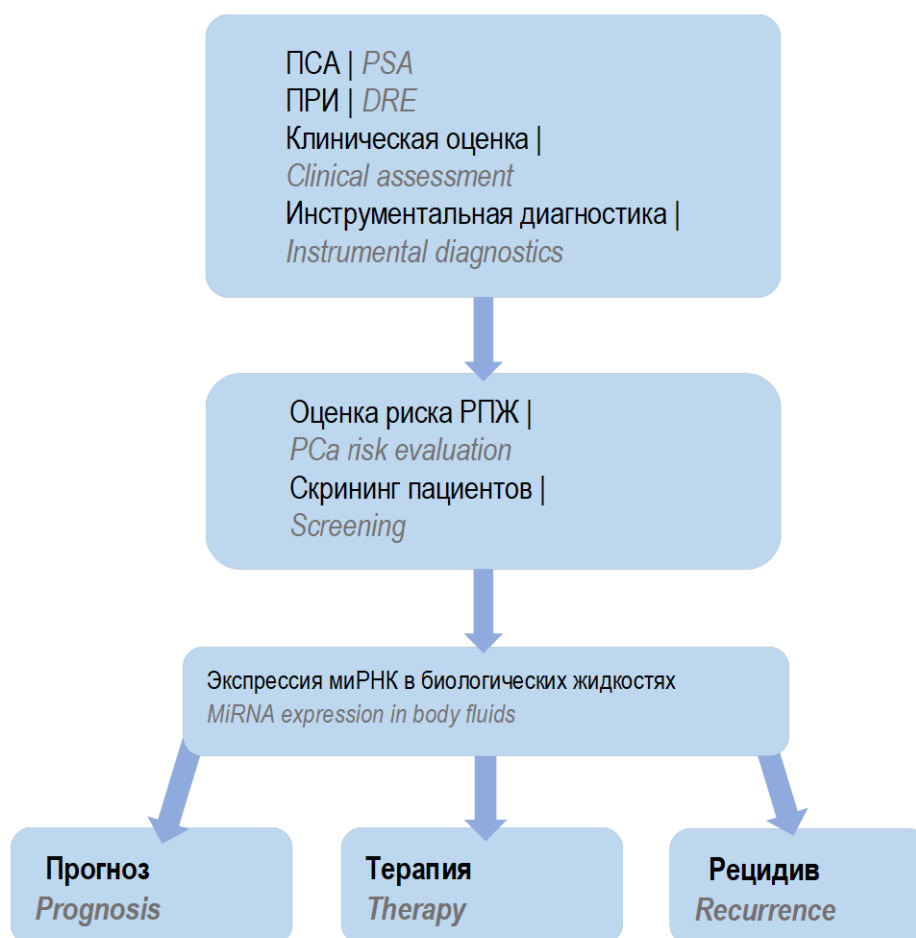 ПСА | PSA
ПРИ | DRE
Клиническая оценка |
Clinical assessment
Инструментальная диагностика |
Instrumental diagnostics
Оценка риска РПЖ |
PCa risk evaluation
Скрининг пациентов |
Screening
Экспрессия миРНК в биологических жидкостях
MiRNA expression in body fluids
Прогноз
Prognosis
Терапия
Therapy
Рецидив
Recurrence